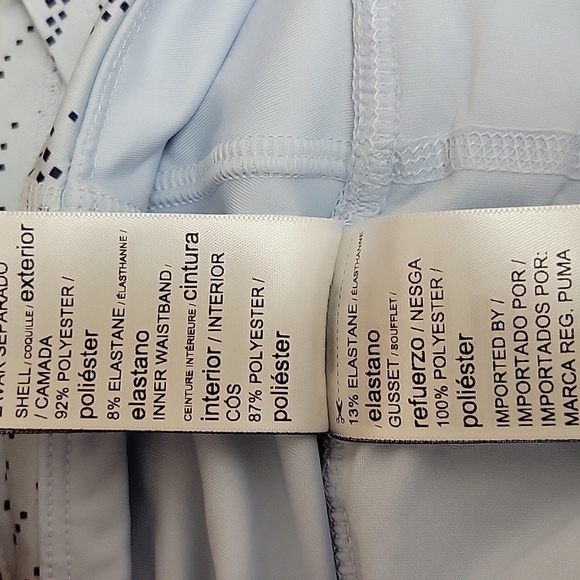 LAVAR SEPARADO
SHELL / COQUILLE / exterior
/ CAMADA
92% POLYESTER /
poliéster
8% ELASTANE / ÉLASTHANNE /
elastano
INNER WAISTBAND /
CEINTURE INTÉRIEURE / cintura
interior / INTERIOR
CÓS
87% POLYESTER /
poliéster
13% ELASTANE / ÉLASTHANNE /
elastano
GUSSET / SOUFFLET /
refuerzo / NESGA
100% POLYESTER /
poliéster
IMPORTED BY /
IMPORTADO POR /
IMPORTADOS POR:
MARCA REG. PUMA